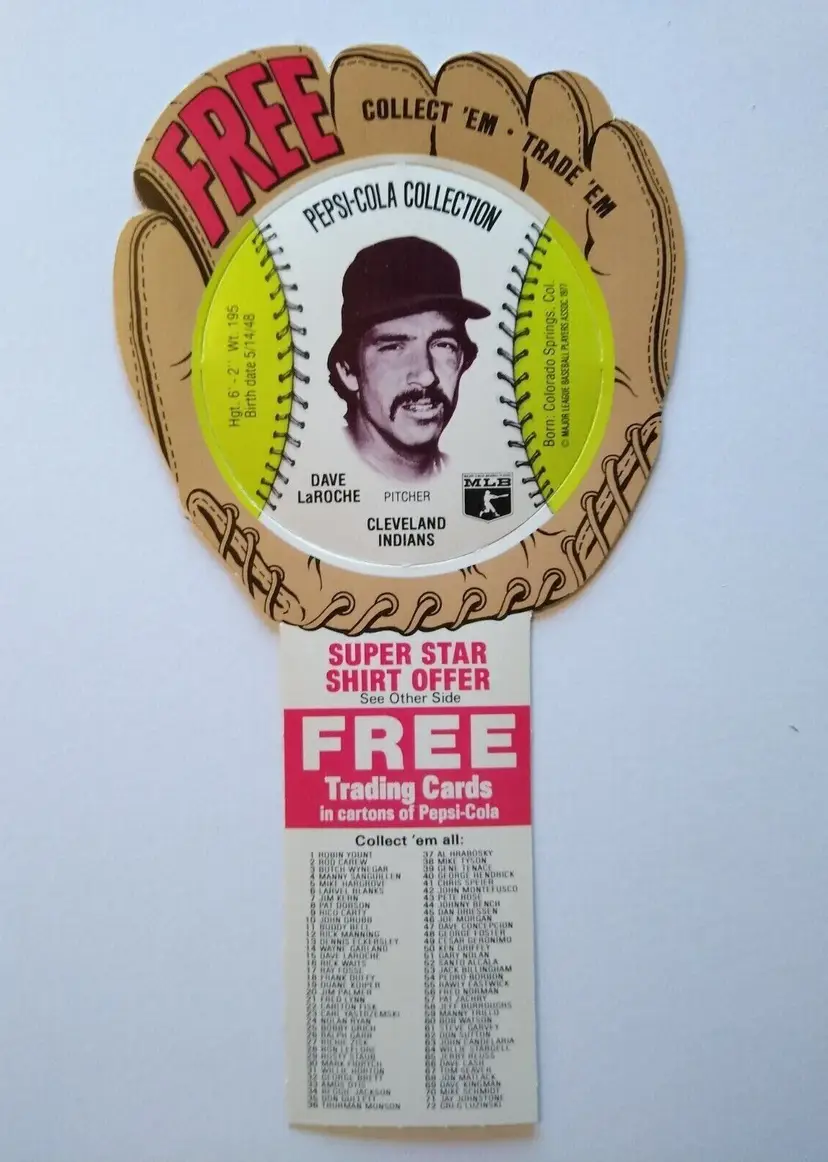 FREE
COLLECT 'EM · TRADE 'EM
PEPSI-COLA COLLECTION
Hgt. 6'-2" Wt. 195
Birth date 5/14/48
Born: Colorado Springs, Col.
© MAJOR LEAGUE BASEBALL PLAYERS ASSOC 1977
DAVE
LaROCHE
PITCHER
MLB
CLEVELAND
INDIANS
SUPER STAR
SHIRT OFFER
See Other Side
FREE
Trading Cards
in cartons of Pepsi-Cola
Collect 'em all:
1 ROBIN YOUNT
2 ROD CAREW
3 BUTCH WYNEGAR
4 MANNY SANGUILLEN
5 MIKE HARGROVE
6 LARVELL BLANKS
7 JIM KERN
8 PAT DOBSON
9 RICO CARTY
10 JOHN GRUBB
11 BUDDY BELL
12 RICK MANNING
13 DENNIS ECKERSLEY
14 WAYNE GARLAND
15 DAVE LAROCHE
16 RICK WAITS
17 RAY FOSSE
18 FRANK DUFFY
19 DUANE KUIPER
20 JIM PALMER
21 FRED LYNN
22 CARLTON FISK
23 CARL YASTRZEMSKI
24 NOLAN RYAN
25 BOBBY GRICH
26 RALPH GARR
27 RICHIE ZISK
28 RON LEFLORE
29 RUSTY STAUB
30 MARK FIDRYCH
31 WILLIE HORTON
32 GEORGE BRETT
33 AMOS OTIS
34 REGGIE JACKSON
35 DON GULLETT
36 THURMAN MUNSON
37 AL HRABOSKY
38 MIKE TYSON
39 GENE TENACE
40 GEORGE HENDRICK
41 CHRIS SPEIER
42 JOHN MONTEFUSCO
43 PETE ROSE
44 JOHNNY BENCH
45 DAN DRIESSEN
46 JOE MORGAN
47 DAVE CONCEPCION
48 GEORGE FOSTER
49 CESAR GERONIMO
50 KEN GRIFFEY
51 GARY NOLAN
52 SANTO ALCALA
53 JACK BILLINGHAM
54 PEDRO BORBON
55 RAWLY EASTWICK
56 FRED NORMAN
57 PAT ZACHRY
58 JEFF BURROUGHS
59 MANNY TRILLO
60 BOB WATSON
61 STEVE GARVEY
62 DON SUTTON
63 JOHN CANDELARIA
64 WILLIE STARGELL
65 JERRY REUSS
66 DAVE CASH
67 TOM SEAVER
68 JON MATLACK
69 DAVE KINGMAN
70 MIKE SCHMIDT
71 JAY JOHNSTONE
72 GREG LUZINSKI